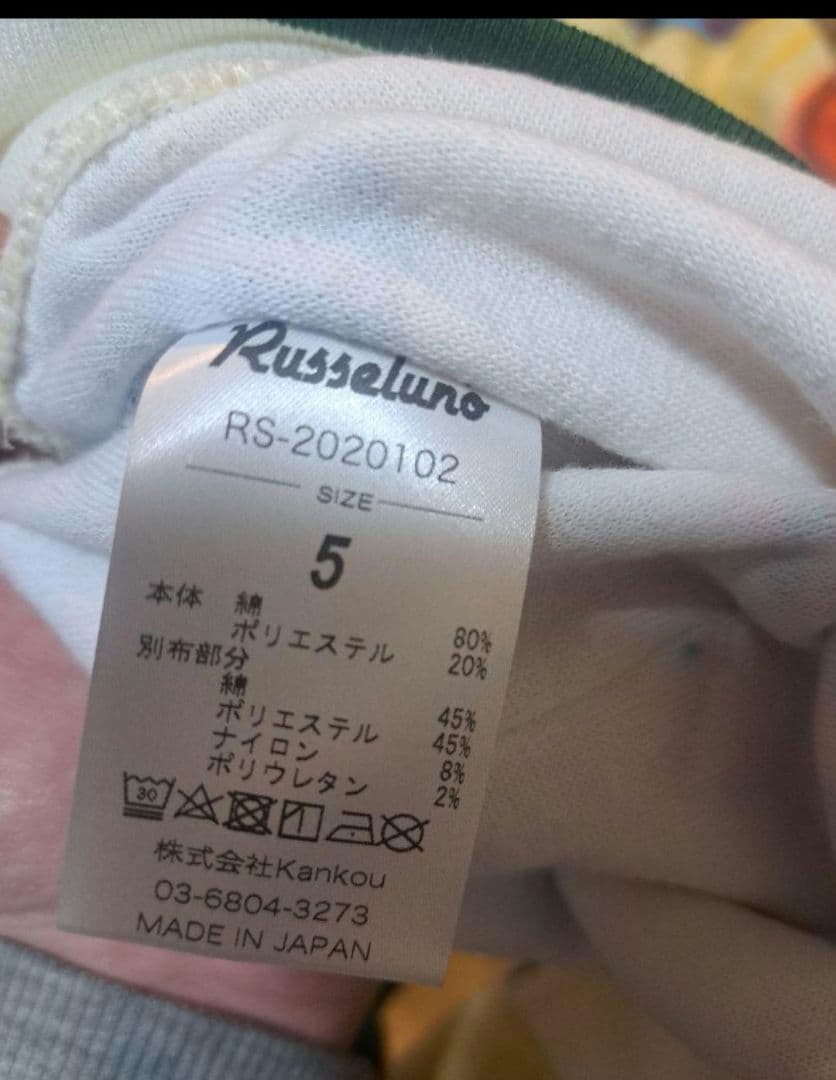 Russeluno
RS-2020102
SIZE
5
本体 綿 80%
ポリエステル 20%
別布部分
綿 45%
ポリエステル 45%
ナイロン 8%
ポリウレタン 2%
30
株式会社Kankou
03-6804-3273
MADE IN JAPAN